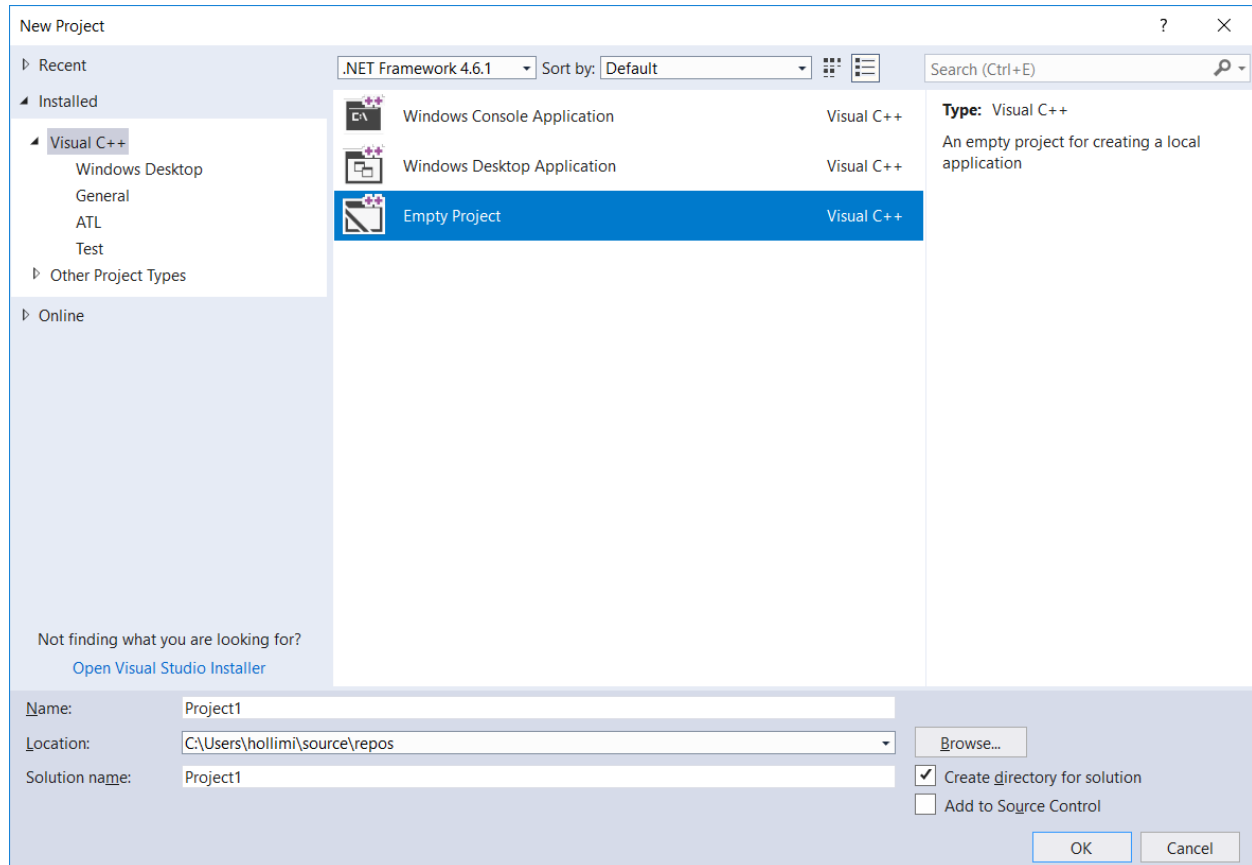 New Project
?
Recent
.NET Framework 4.6.1
Sort by:
Default
Search (Ctrl+E)
Installed
Visual C++
Windows Desktop
General
ATL
Test
Other Project Types
Online
Windows Console Application
Visual C++
Windows Desktop Application
Visual C++
Empty Project
Visual C++
Type: Visual C++
An empty project for creating a local
application
Not finding what you are looking for?
Open Visual Studio Installer
Name:
Project1
Location:
C:\Users\hollimi\source\repos
Browse...
Solution name:
Project1
Create directory for solution
Add to Source Control
OK
Cancel